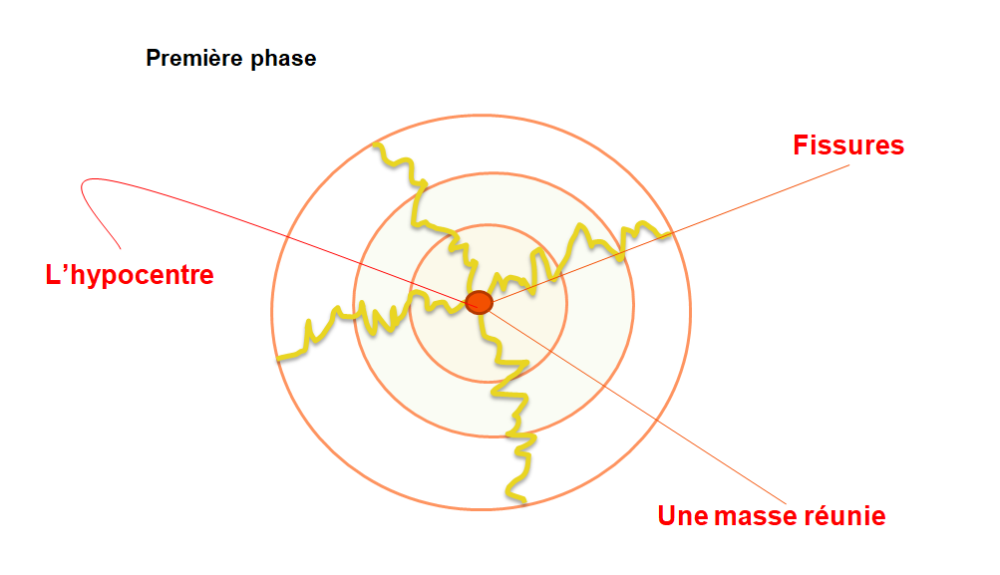 Première phase
Fissures
L’hypocentre
Une masse réunie